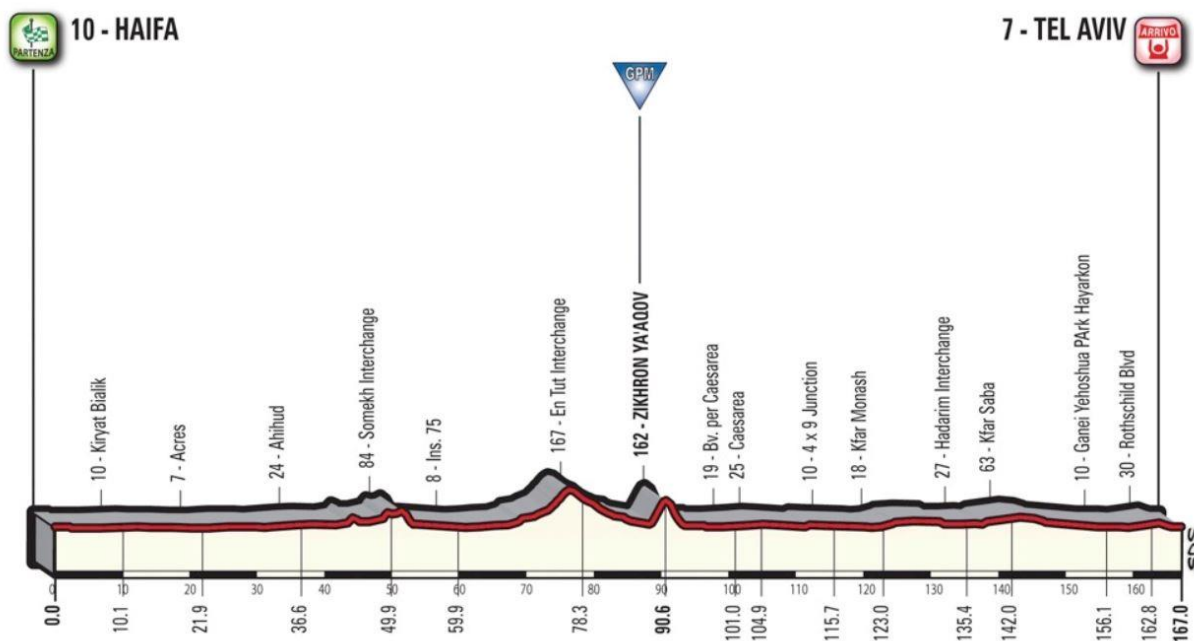 PARTENZA
10 - HAIFA
7 - TEL AVIV
ARRIVO
GPM
10 - Kiryat Bialik
7 - Acres
24 - Ahihud
84 - Somekh Interchange
8 - Ins. 75
167 - En Tut Interchange
162 - ZIKHRON YA'AQOV
19 - Bv. per Caesarea
25 - Caesarea
10 - 4 x 9 Junction
18 - Kfar Monash
27 - Hadarim Interchange
63 - Kfar Saba
10 - Ganei Yehoshua PArk Hayarkon
30 - Rothschild Blvd
SDS
0 10 20 30 40 50 60 70 80 90 100 110 120 130 140 150 160
0.0 10.1 21.9 36.6 49.9 59.9 78.3 90.6 101.0 104.9 115.7 123.0 135.4 142.0 156.1 162.8 167.0